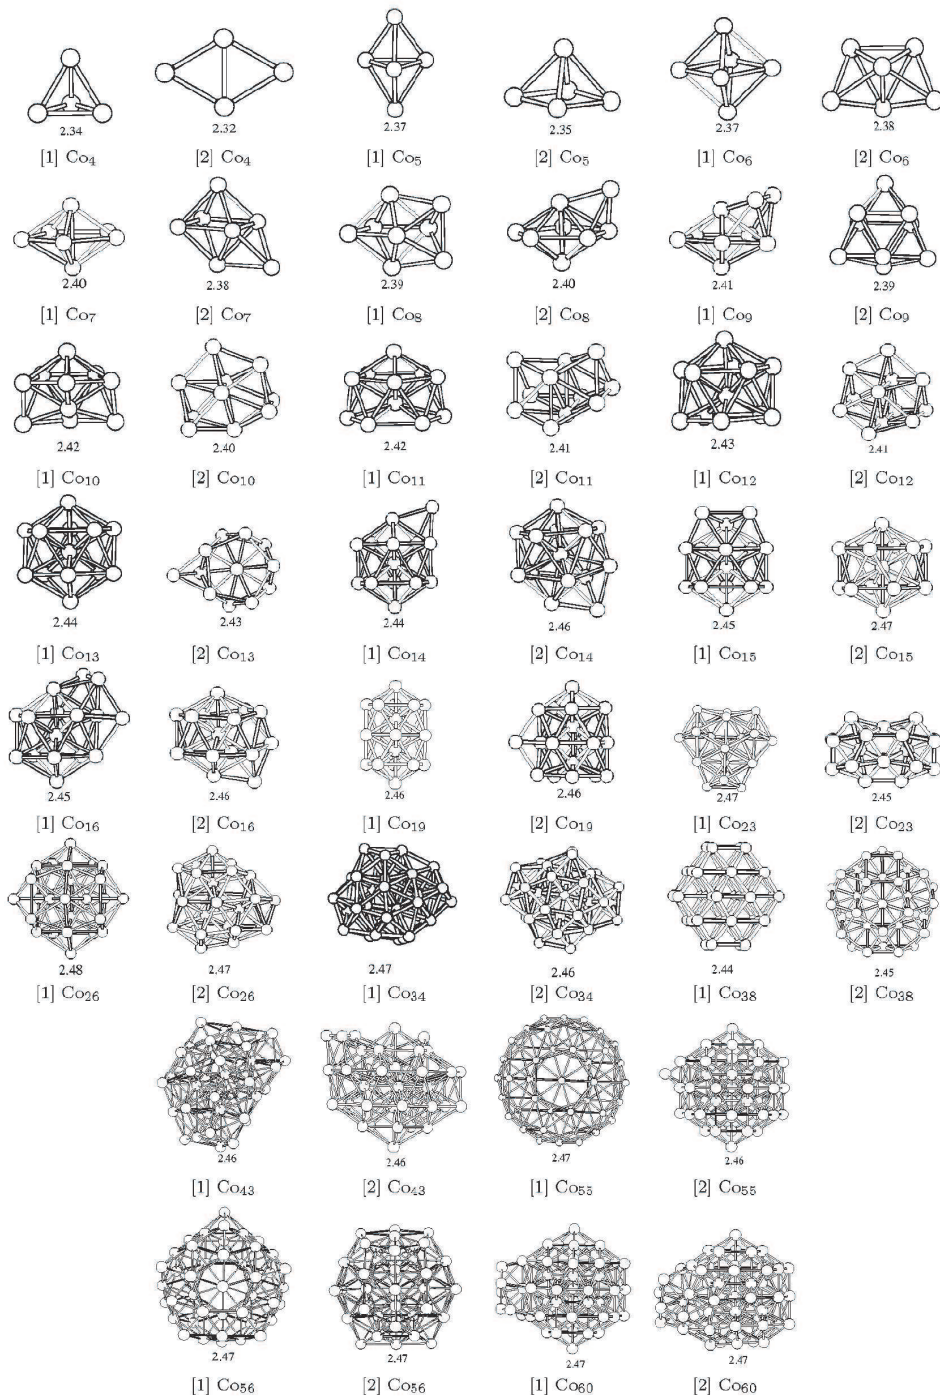 2.34 2.32 2.37 2.35 2.37 2.38
[1] Co₄ [2] Co₄ [1] Co₅ [2] Co₅ [1] Co₆ [2] Co₆
2.40 2.38 2.39 2.40 2.41 2.39
[1] Co₇ [2] Co₇ [1] Co₈ [2] Co₈ [1] Co₉ [2] Co₉
2.42 2.40 2.42 2.41 2.43 2.41
[1] Co₁₀ [2] Co₁₀ [1] Co₁₁ [2] Co₁₁ [1] Co₁₂ [2] Co₁₂
2.44 2.43 2.44 2.46 2.45 2.47
[1] Co₁₃ [2] Co₁₃ [1] Co₁₄ [2] Co₁₄ [1] Co₁₅ [2] Co₁₅
2.45 2.46 2.46 2.46 2.47 2.45
[1] Co₁₆ [2] Co₁₆ [1] Co₁₉ [2] Co₁₉ [1] Co₂₃ [2] Co₂₃
2.48 2.47 2.47 2.46 2.44 2.45
[1] Co₂₆ [2] Co₂₆ [1] Co₃₄ [2] Co₃₄ [1] Co₃₈ [2] Co₃₈
2.46 2.46 2.47 2.46
[1] Co₄₃ [2] Co₄₃ [1] Co₅₅ [2] Co₅₅
2.47 2.47 2.47 2.47
[1] Co₅₆ [2] Co₅₆ [1] Co₆₀ [2] Co₆₀